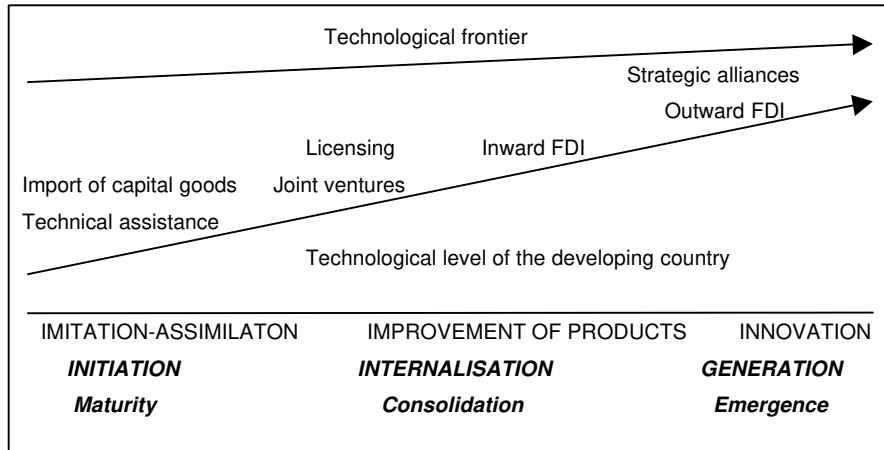 Technological frontier
Strategic alliances
Outward FDI
Licensing Inward FDI
Import of capital goods Joint ventures
Technical assistance
Technological level of the developing country
IMITATION-ASSIMILATON IMPROVEMENT OF PRODUCTS INNOVATION
INITIATION INTERNALISATION GENERATION
Maturity Consolidation Emergence